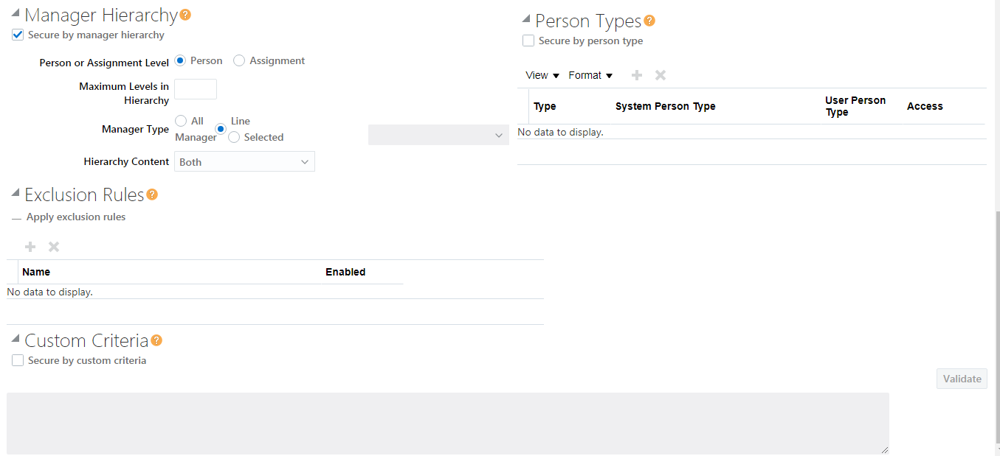 Manager Hierarchy ?
Secure by manager hierarchy
Person or Assignment Level Person Assignment
Maximum Levels in
Hierarchy
Manager Type All Line
Manager Selected
Hierarchy Content Both
Person Types ?
Secure by person type
View Format
Type System Person Type User Person Type Access
No data to display.
Exclusion Rules ?
Apply exclusion rules
Name Enabled
No data to display.
Custom Criteria ?
Secure by custom criteria
Validate